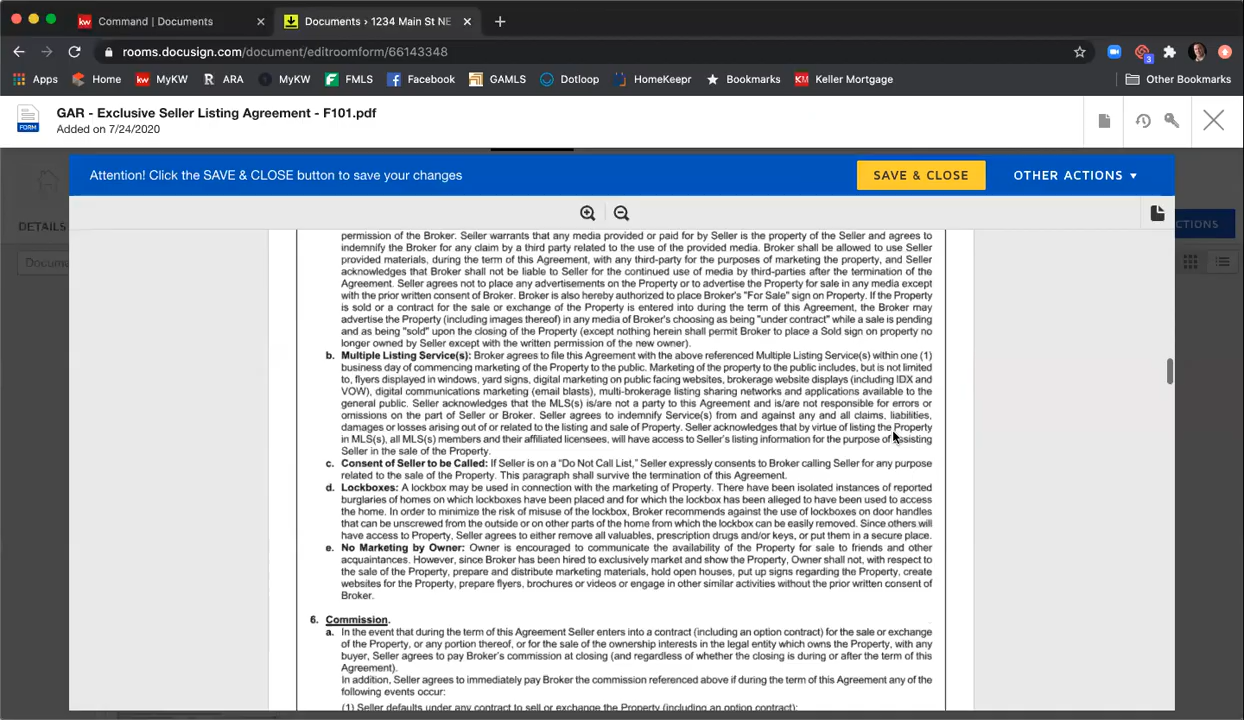 Command | Documents
Documents › 1234 Main St NE
rooms.docusign.com/document/editroomform/66143348
3
Apps
Home
kw
MyKW
R
ARA
MyKW
FMLS
Facebook
GAMLS
Dotloop
HomeKeepr
Bookmarks
KM
Keller Mortgage
Other Bookmarks
FORM
GAR - Exclusive Seller Listing Agreement - F101.pdf
Added on 7/24/2020
Attention! Click the SAVE & CLOSE button to save your changes
SAVE & CLOSE
OTHER ACTIONS
DETAILS
Docum
CTIONS
permission of the Broker. Seller warrants that any media provided or paid for by Seller is the property of the Seller and agrees to
indemnify the Broker for any claim by a third party related to the use of the provided media. Broker shall be allowed to use Seller
provided materials, during the term of this Agreement, with any third-party for the purposes of marketing the property, and Seller
acknowledges that Broker shall not be liable to Seller for the continued use of media by third-parties after the termination of the
Agreement. Seller agrees not to place any advertisements on the Property or to advertise the Property for sale in any media except
with the prior written consent of Broker. Broker is also hereby authorized to place Broker's "For Sale" sign on Property. If the Property
is sold or a contract for the sale or exchange of the Property is entered into during the term of this Agreement, the Broker may
advertise the Property (including images thereof) in any media of Broker's choosing as being "under contract" while a sale is pending
and as being "sold" upon the closing of the Property (except nothing herein shall permit Broker to place a Sold sign on property no
longer owned by Seller except with the written permission of the new owner).
b. Multiple Listing Service(s): Broker agrees to file this Agreement with the above referenced Multiple Listing Service(s) within one (1)
business day of commencing marketing of the Property to the public. Marketing of the property to the public includes, but is not limited
to, flyers displayed in windows, yard signs, digital marketing on public facing websites, brokerage website displays (including IDX and
VOW), digital communications marketing (email blasts), multi-brokerage listing sharing networks and applications available to the
general public. Seller acknowledges that the MLS(s) is/are not a party to this Agreement and is/are not responsible for errors or
omissions on the part of Seller or Broker. Seller agrees to indemnify Service(s) from and against any and all claims, liabilities,
damages or losses arising out of or related to the listing and sale of Property. Seller acknowledges that by virtue of listing the Property
in MLS(s), all MLS(s) members and their affiliated licensees, will have access to Seller's listing information for the purpose of assisting
Seller in the sale of the Property.
c. Consent of Seller to be Called: If Seller is on a "Do Not Call List," Seller expressly consents to Broker calling Seller for any purpose
related to the sale of the Property. This paragraph shall survive the termination of this Agreement.
d. Lockboxes: A lockbox may be used in connection with the marketing of Property. There have been isolated instances of reported
burglaries of homes on which lockboxes have been placed and for which the lockbox has been alleged to have been used to access
the home. In order to minimize the risk of misuse of the lockbox, Broker recommends against the use of lockboxes on door handles
that can be unscrewed from the outside or on other parts of the home from which the lockbox can be easily removed. Since others will
have access to Property, Seller agrees to either remove all valuables, prescription drugs and/or keys, or put them in a secure place.
e. No Marketing by Owner: Owner is encouraged to communicate the availability of the Property for sale to friends and other
acquaintances. However, since Broker has been hired to exclusively market and show the Property, Owner shall not, with respect to
the sale of the Property, prepare and distribute marketing materials, hold open houses, put up signs regarding the Property, create
websites for the Property, prepare flyers, brochures or videos or engage in other similar activities without the prior written consent of
Broker.
6. Commission.
a. In the event that during the term of this Agreement Seller enters into a contract (including an option contract) for the sale or exchange
of the Property, or any portion thereof, or for the sale of the ownership interests in the legal entity which owns the Property, with any
buyer, Seller agrees to pay Broker's commission at closing (and regardless of whether the closing is during or after the term of this
Agreement).
In addition, Seller agrees to immediately pay Broker the commission referenced above if during the term of this Agreement any of the
following events occur:
(1) Seller defaults under any contract to sell or exchange the Property (including an option contract);